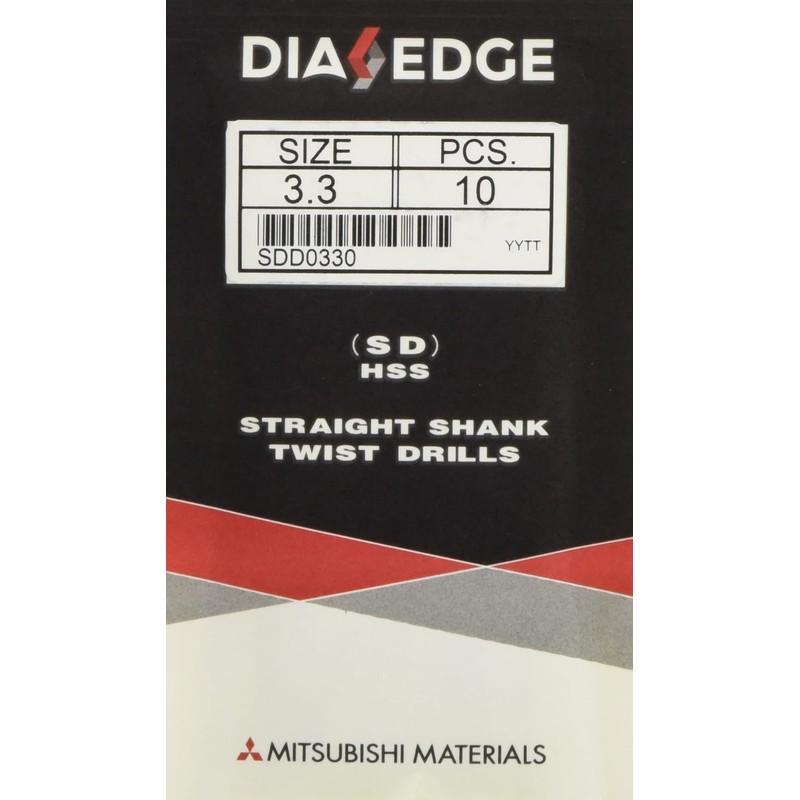 DIAEDGE
SIZE PCS.
3.3 10
YYTT
SDD0330
(SD)
HSS
STRAIGHT SHANK
TWIST DRILLS
MITSUBISHI MATERIALS